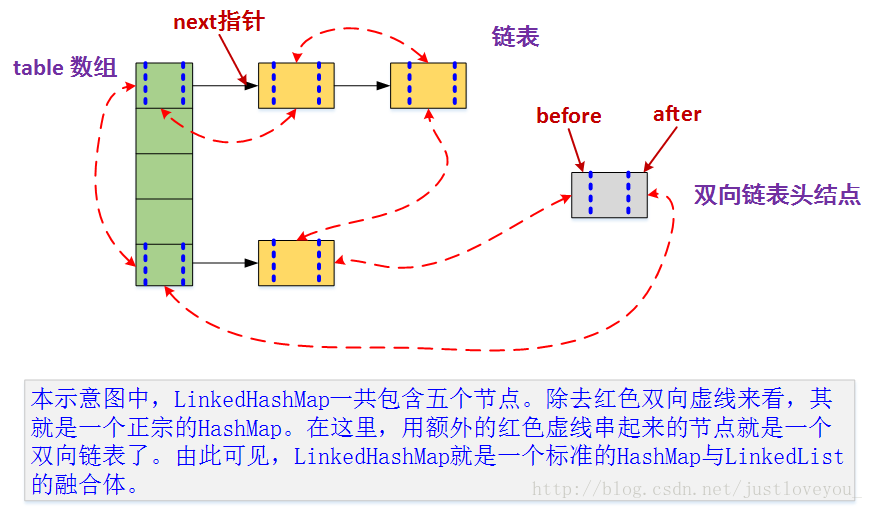 next指针
链表
table 数组
before
after
双向链表头结点
本示意图中，LinkedHashMap一共包含五个节点。除去红色双向虚线来看，其
就是一个正宗的HashMap。在这里，用额外的红色虚线串起来的节点就是一个
双向链表了。由此可见，LinkedHashMap就是一个标准的HashMap与LinkedList
的融合体。
http://blog.csdn.net/justloveyou_